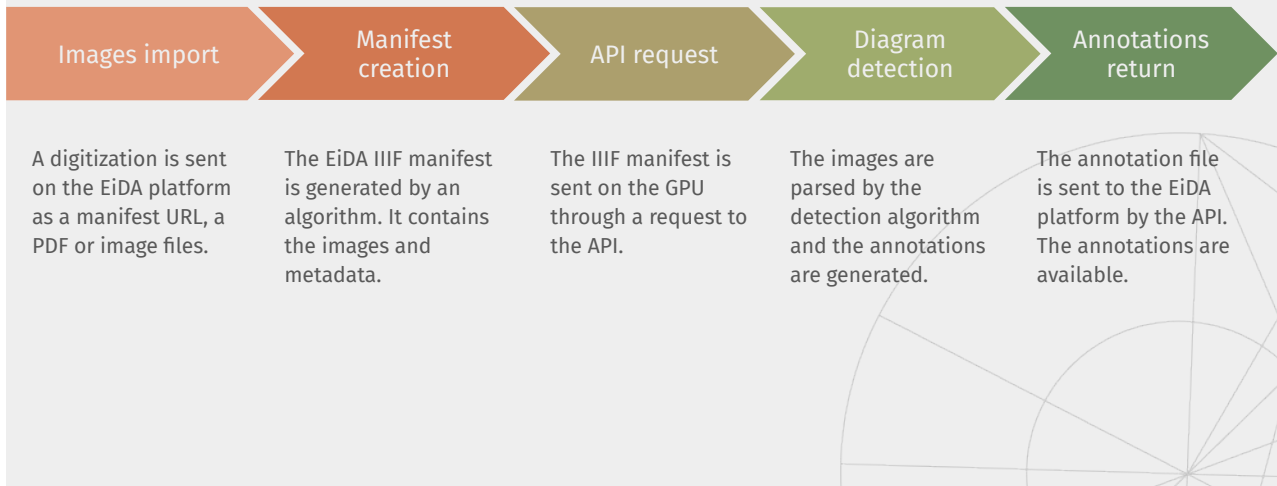 Images import
Manifest
creation
API request
Diagram
detection
Annotations
return
A digitization is sent
on the EiDA platform
as a manifest URL, a
PDF or image files.
The EiDA IIIF manifest
is generated by an
algorithm. It contains
the images and
metadata.
The IIIF manifest is
sent on the GPU
through a request to
the API.
The images are
parsed by the
detection algorithm
and the annotations
are generated.
The annotation file
is sent to the EiDA
platform by the API.
The annotations are
available.